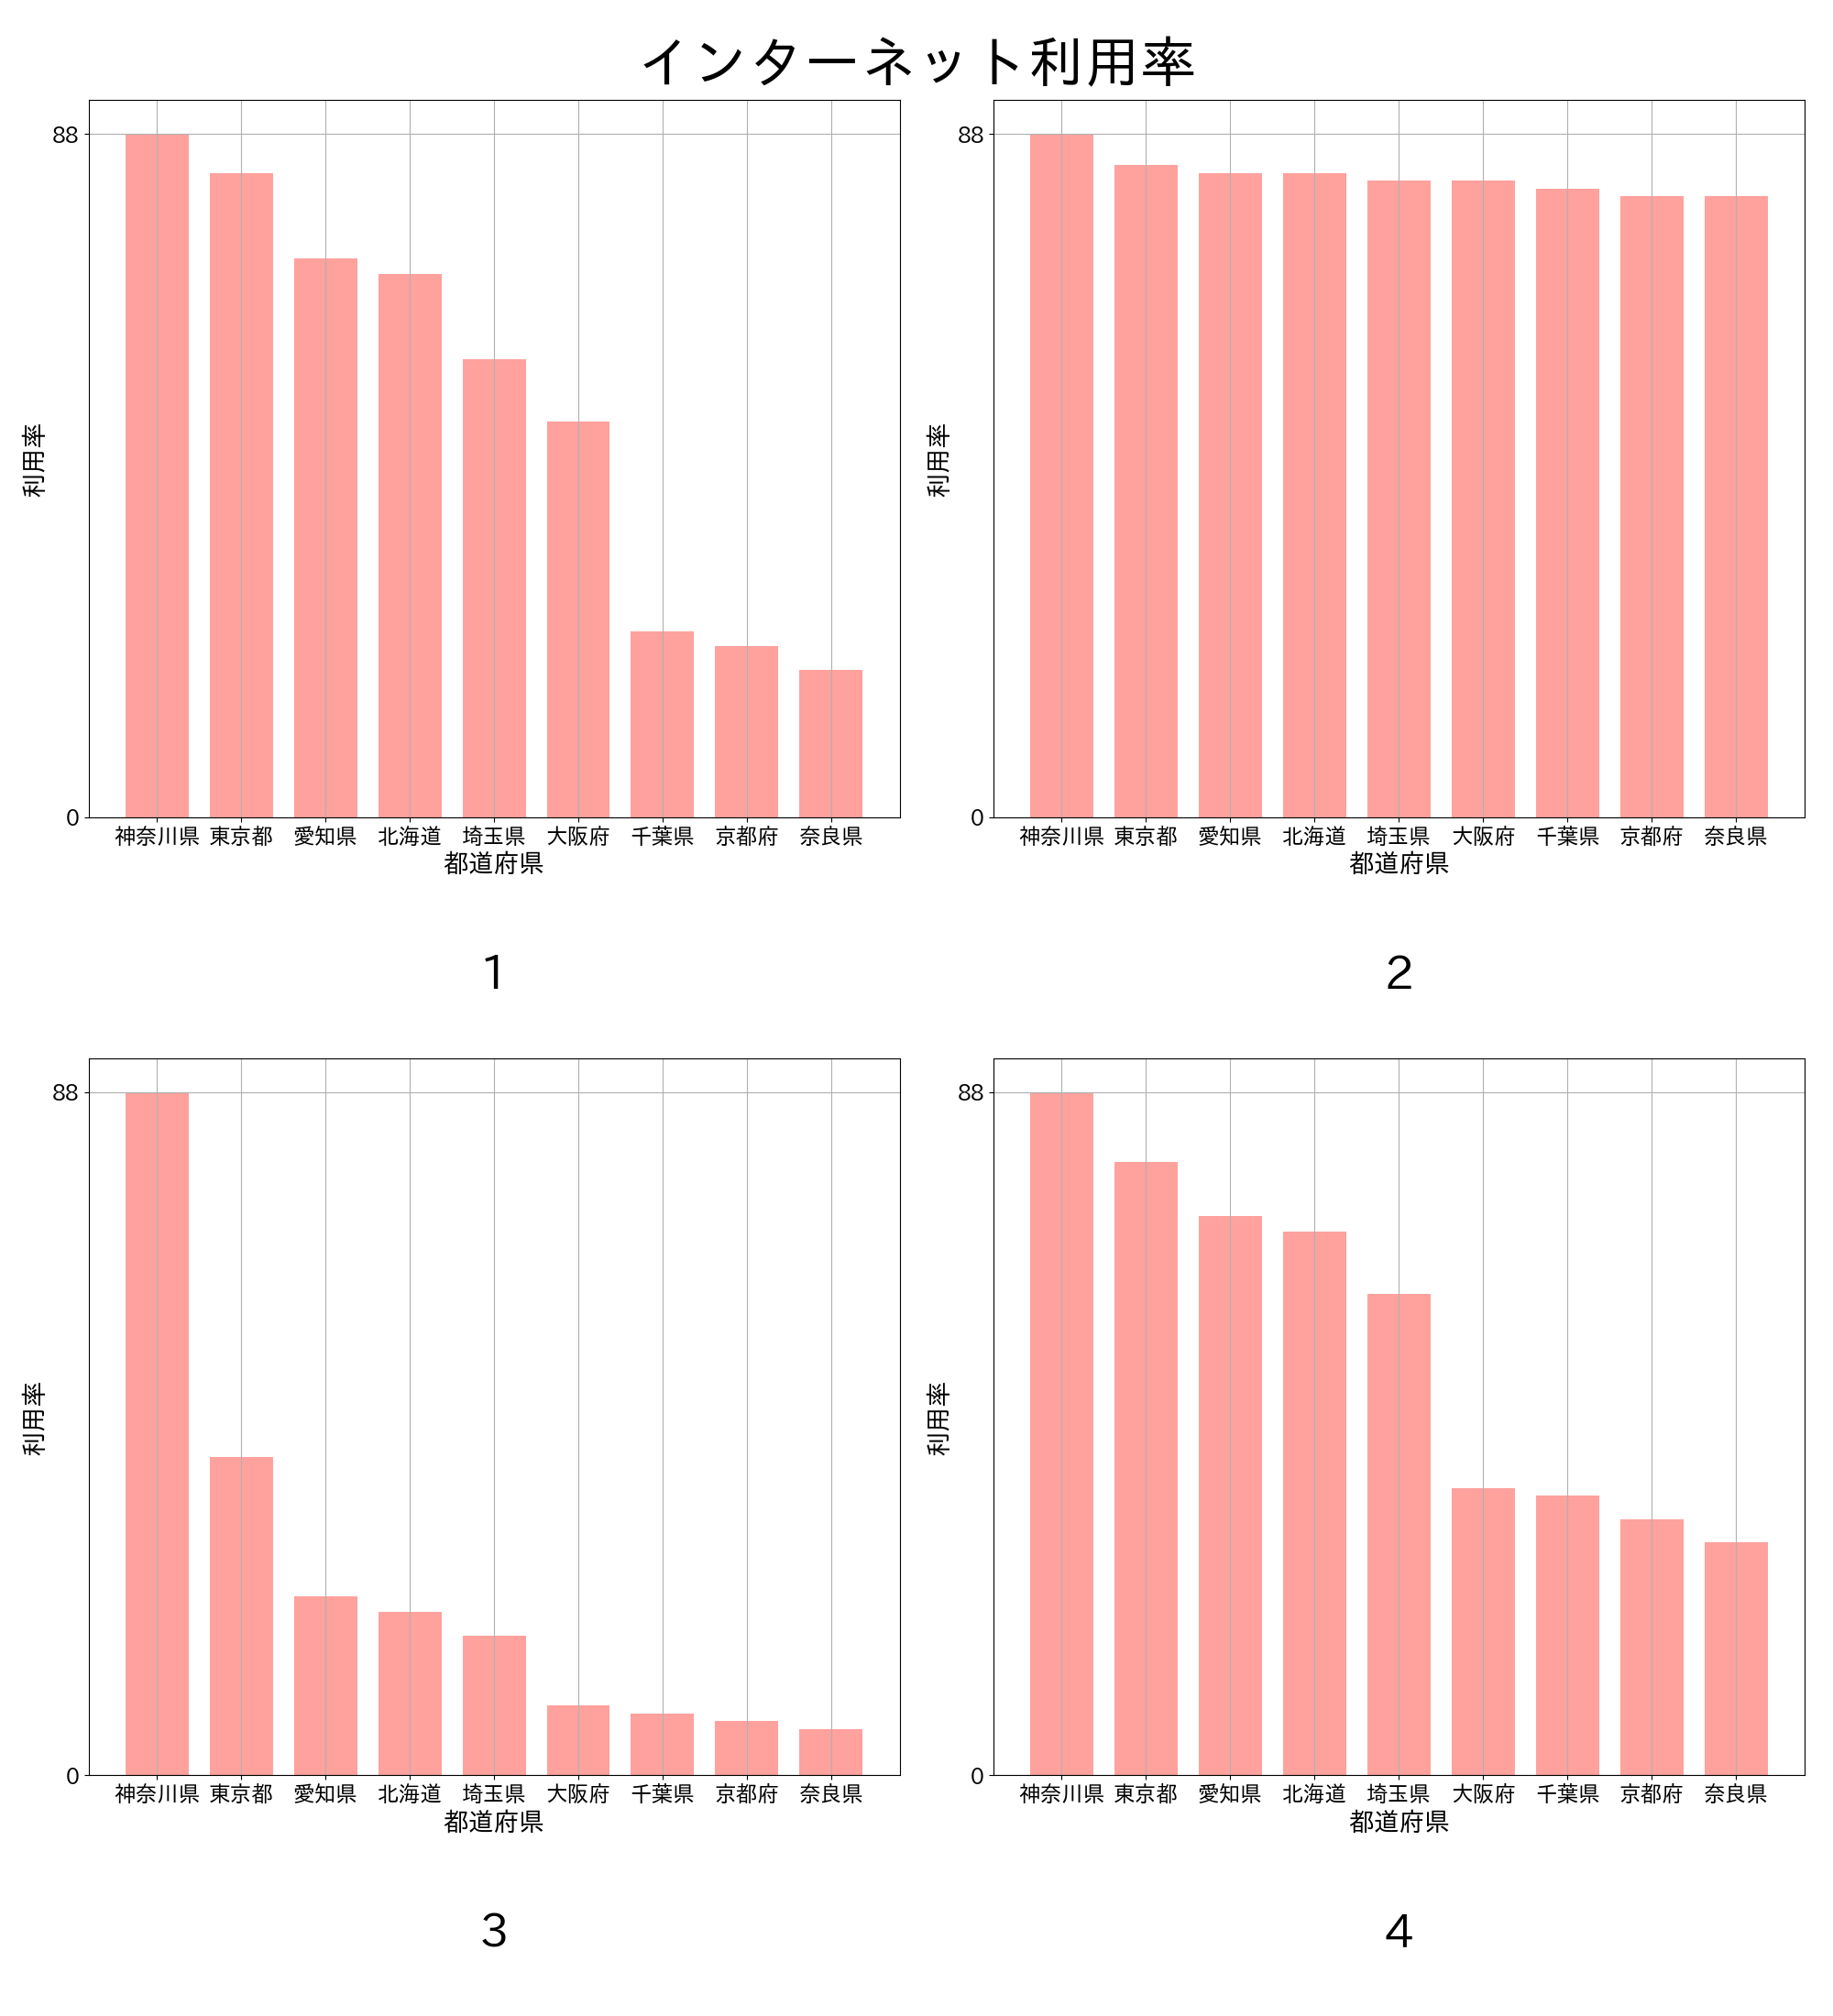 インターネット利用率
88
0
利用率
神奈川県 東京都 愛知県 北海道 埼玉県 大阪府 千葉県 京都府 奈良県
都道府県
1
88
0
利用率
神奈川県 東京都 愛知県 北海道 埼玉県 大阪府 千葉県 京都府 奈良県
都道府県
2
88
0
利用率
神奈川県 東京都 愛知県 北海道 埼玉県 大阪府 千葉県 京都府 奈良県
都道府県
3
88
0
利用率
神奈川県 東京都 愛知県 北海道 埼玉県 大阪府 千葉県 京都府 奈良県
都道府県
4